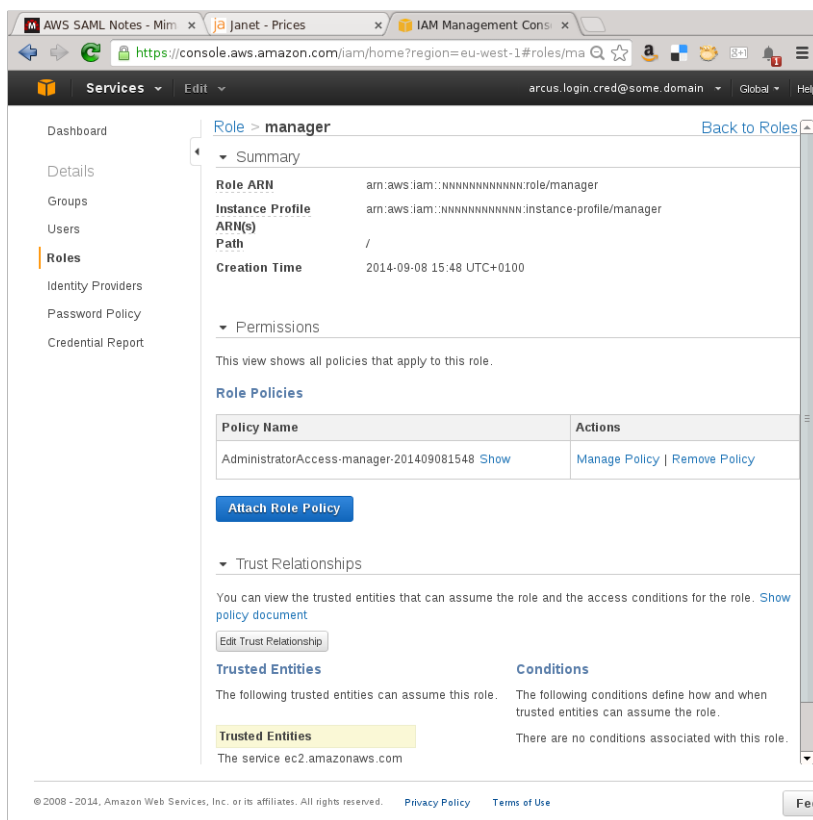 AWS SAML Notes - Mim
Janet - Prices
IAM Management Cons
https://console.aws.amazon.com/iam/home?region=eu-west-1#roles/ma
Services
Edit
arcus.login.cred@some.domain
Global
Help
Dashboard
Details
Groups
Users
Roles
Identity Providers
Password Policy
Credential Report
Role > manager
Back to Roles
Summary
Role ARN arn:aws:iam::NNNNNNNNNNNN:role/manager
Instance Profile arn:aws:iam::NNNNNNNNNNNN:instance-profile/manager
ARN(s)
Path /
Creation Time 2014-09-08 15:48 UTC+0100
Permissions
This view shows all policies that apply to this role.
Role Policies
Policy Name Actions
AdministratorAccess-manager-201409081548 Show Manage Policy | Remove Policy
Attach Role Policy
Trust Relationships
You can view the trusted entities that can assume the role and the access conditions for the role. Show
policy document
Edit Trust Relationship
Trusted Entities
The following trusted entities can assume this role.
Trusted Entities
The service ec2.amazonaws.com
Conditions
The following conditions define how and when
trusted entities can assume the role.
There are no conditions associated with this role.
© 2008 - 2014, Amazon Web Services, Inc. or its affiliates. All rights reserved. Privacy Policy Terms of Use